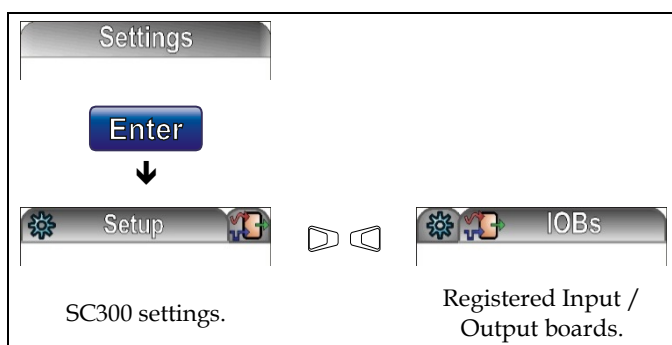 Settings
Enter
Setup
IOBs
SC300 settings.
Registered Input /
Output boards.